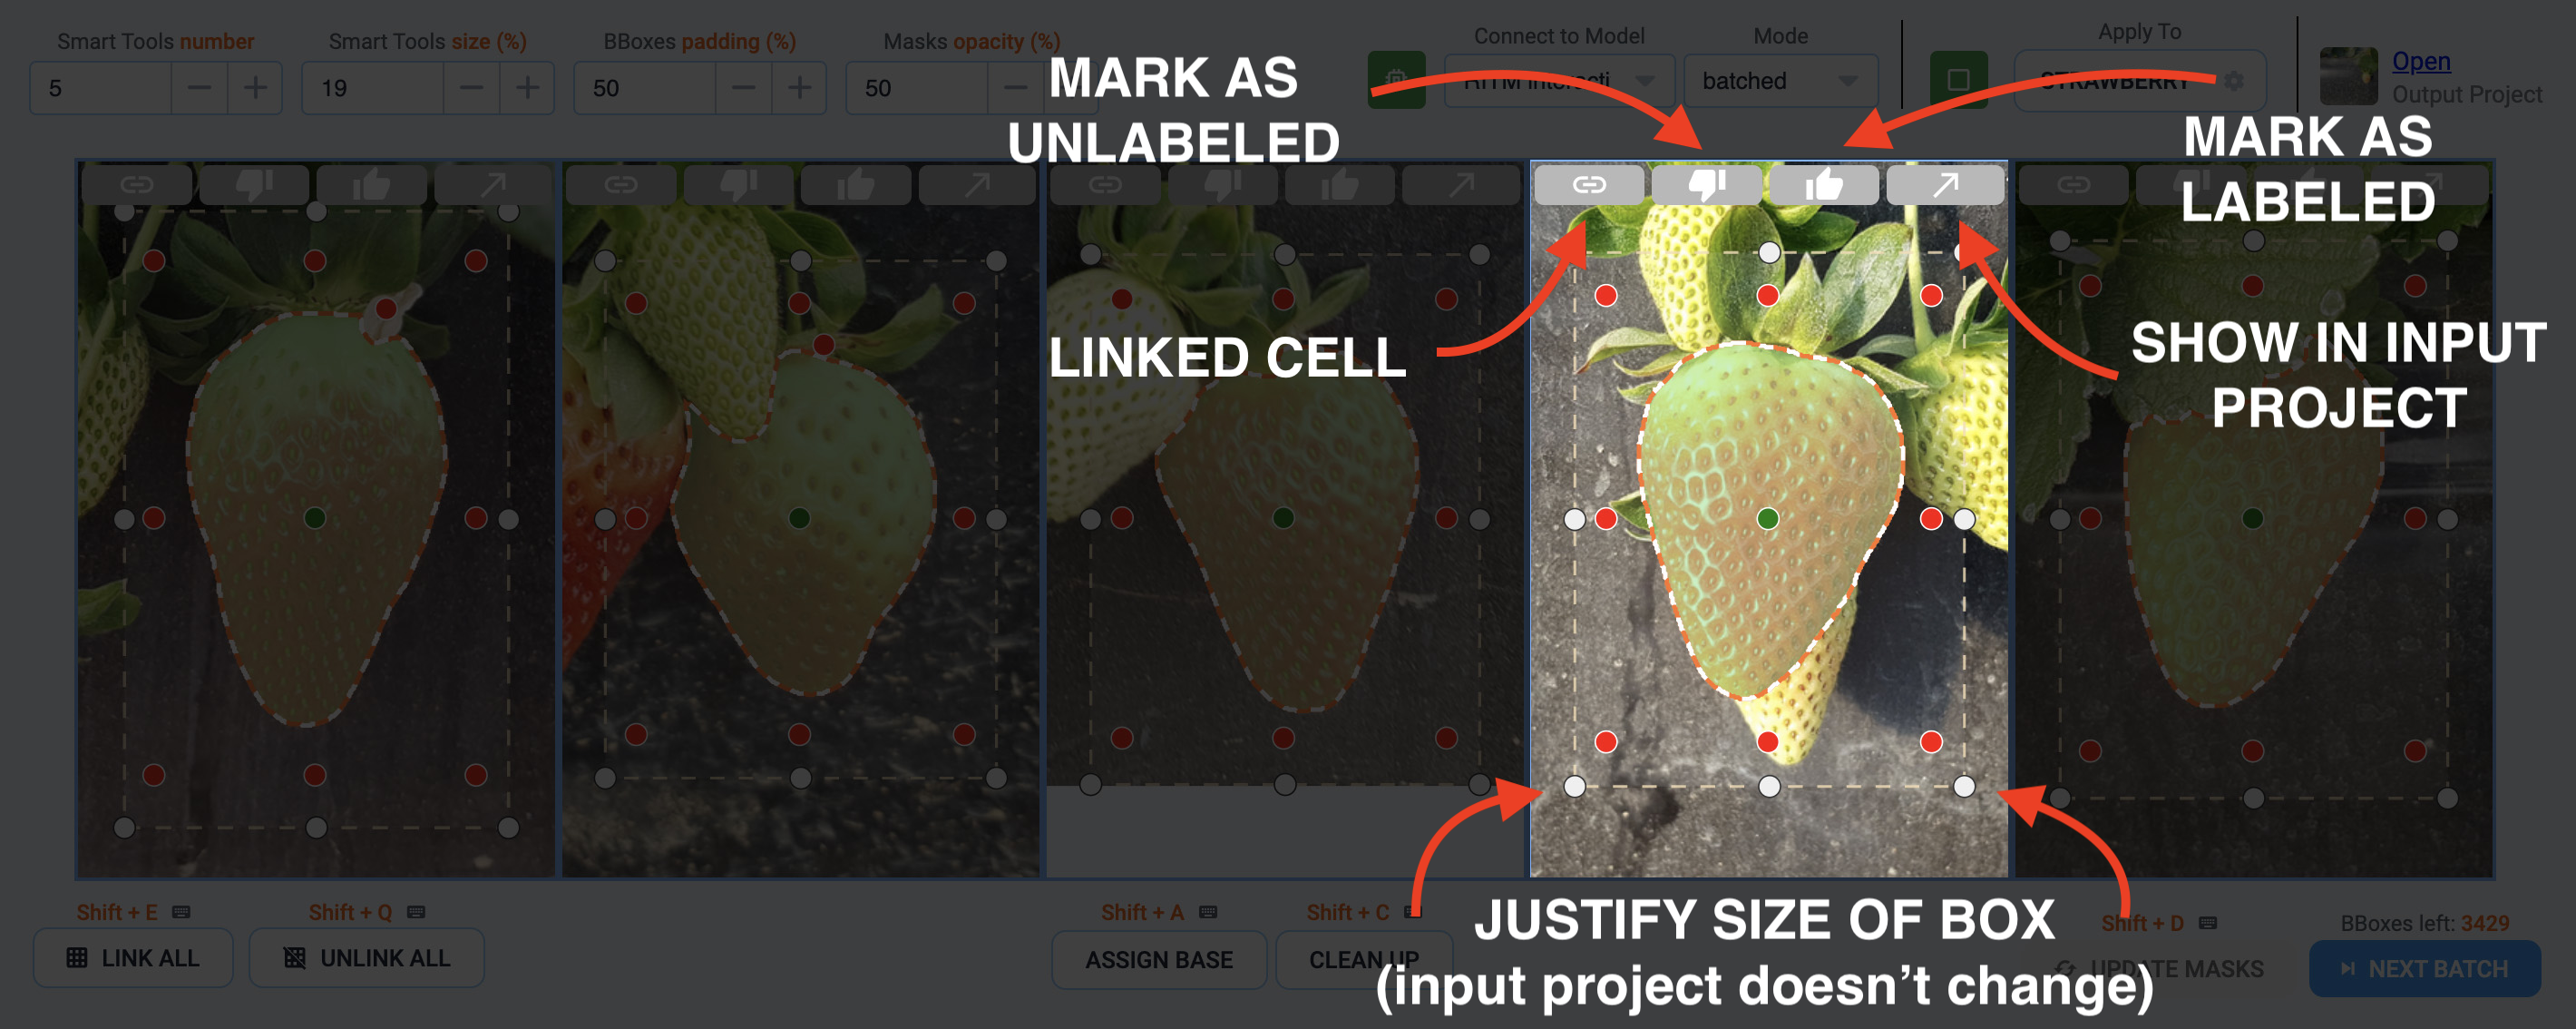 Smart Tools number
Smart Tools size (%)
BBoxes padding (%)
Masks opacity (%)
Connect to Model
Mode
Apply To
5
19
50
50
batched
STRAWBERRY
Open
Output Project
MARK AS
UNLABELED
MARK AS
LABELED
LINKED CELL
SHOW IN INPUT
PROJECT
Shift + E
Shift + Q
Shift + A
Shift + C
Shift + D
BBoxes left: 3429
LINK ALL
UNLINK ALL
ASSIGN BASE
CLEAN UP
UPDATE MASKS
NEXT BATCH
JUSTIFY SIZE OF BOX
(input project doesn't change)